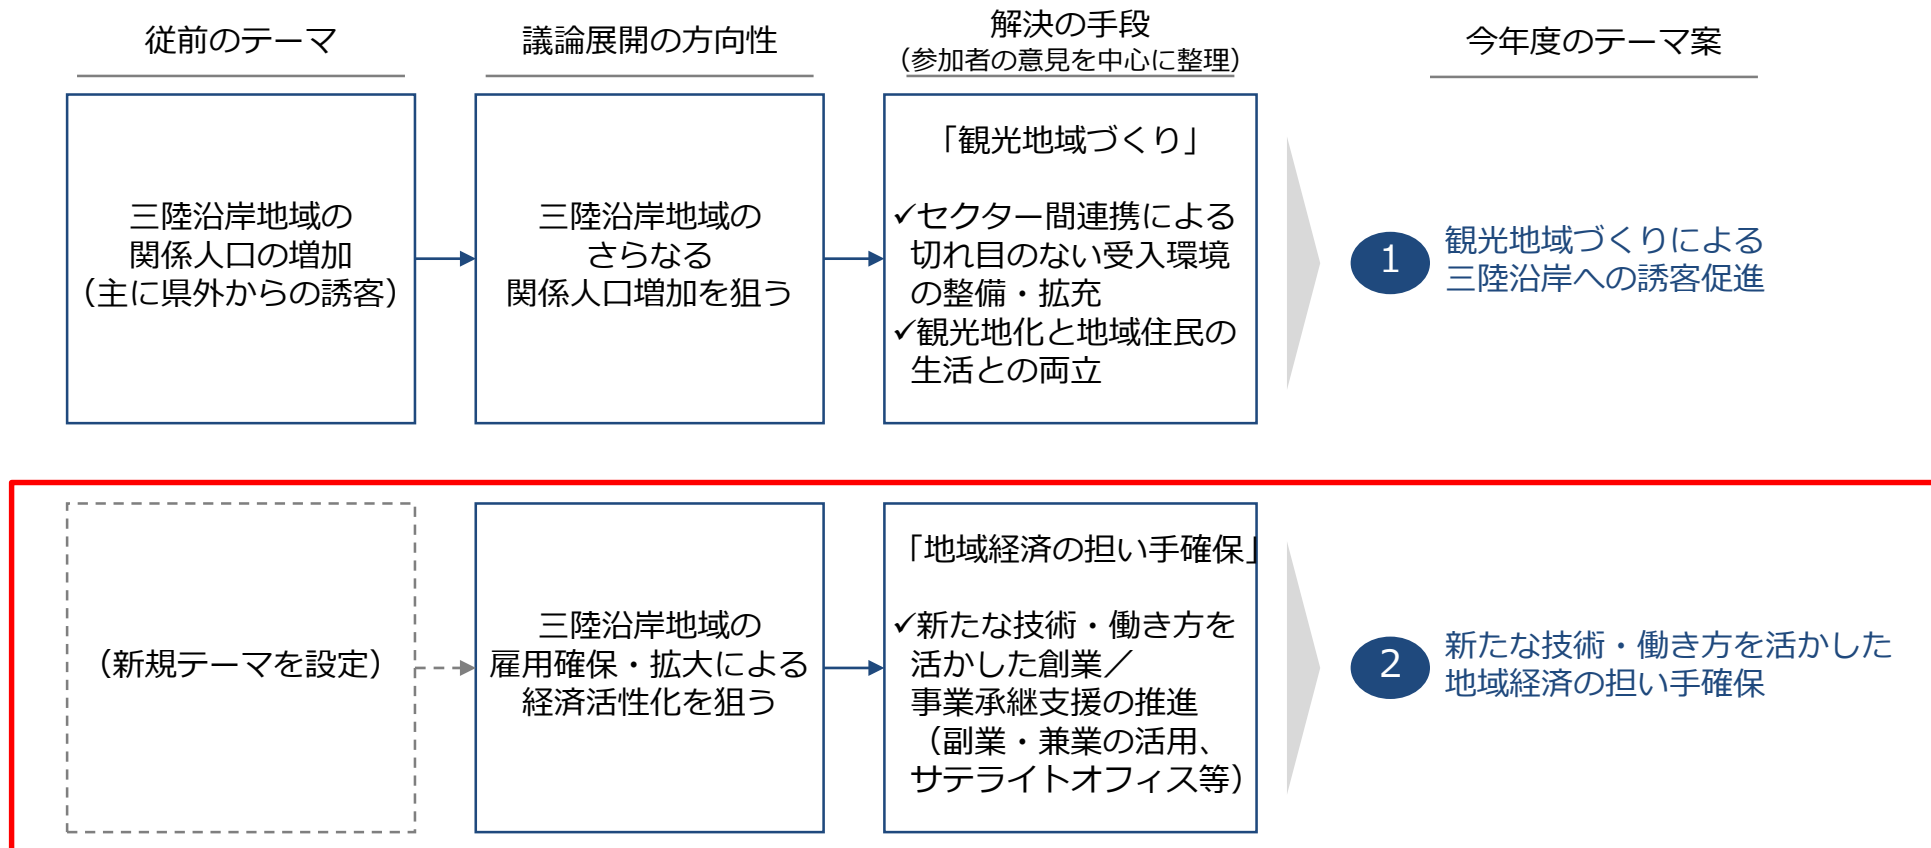 従前のテーマ
議論展開の方向性
解決の手段
（参加者の意見を中心に整理）
今年度のテーマ案
三陸沿岸地域の
関係人口の増加
（主に県外からの誘客）
三陸沿岸地域の
さらなる
関係人口増加を狙う
「観光地域づくり」
✓セクター間連携による
切れ目のない受入環境
の整備・拡充
✓観光地化と地域住民の
生活との両立
1
観光地域づくりによる
三陸沿岸への誘客促進
（新規テーマを設定）
三陸沿岸地域の
雇用確保・拡大による
経済活性化を狙う
「地域経済の担い手確保」
✓新たな技術・働き方を
活かした創業／
事業承継支援の推進
（副業・兼業の活用、
サテライトオフィス等）
2
新たな技術・働き方を活かした
地域経済の担い手確保